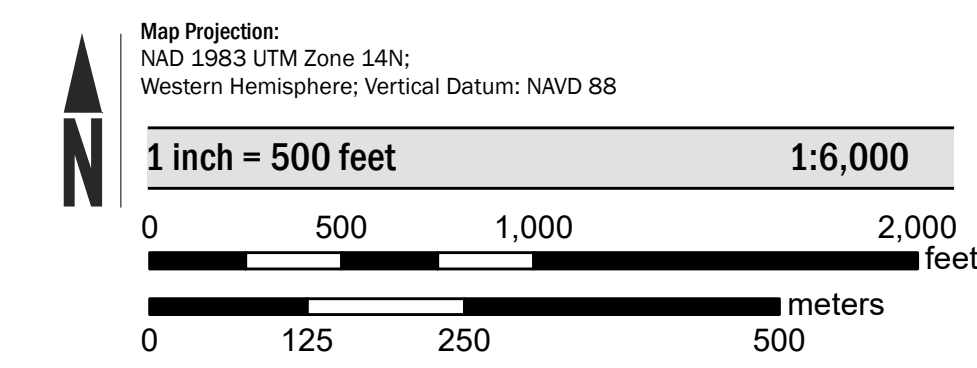 Map Projection:
NAD 1983 UTM Zone 14N;
Western Hemisphere; Vertical Datum: NAVD 88
N
1 inch = 500 feet 1:6,000
0 500 1,000 2,000
feet
meters
0 125 250 500